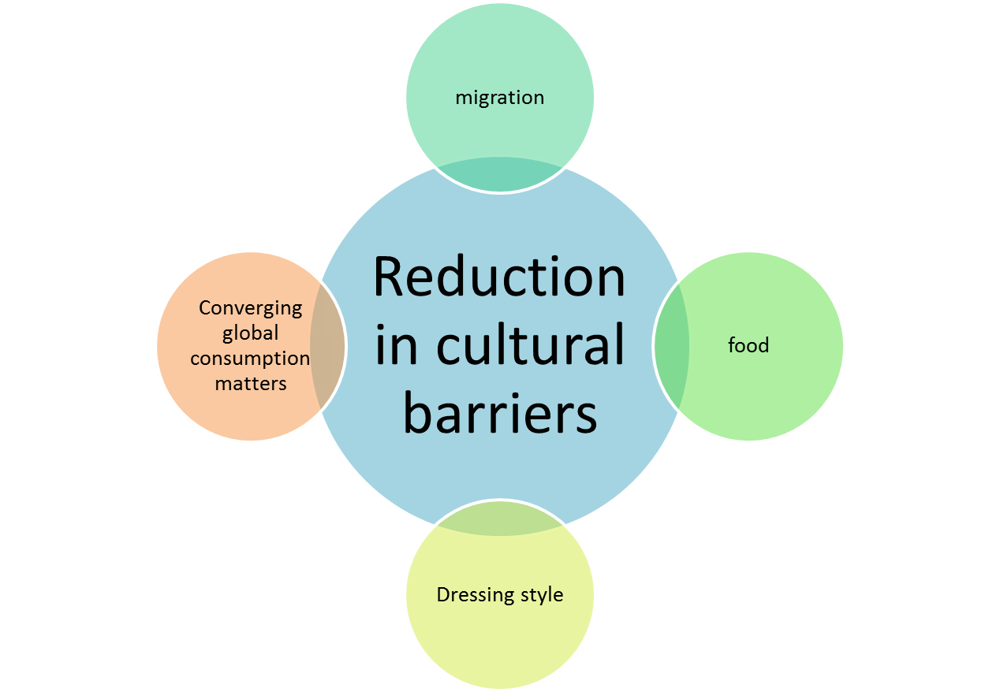 migration
Reduction
in cultural
barriers
Converging
global
consumption
matters
food
Dressing style